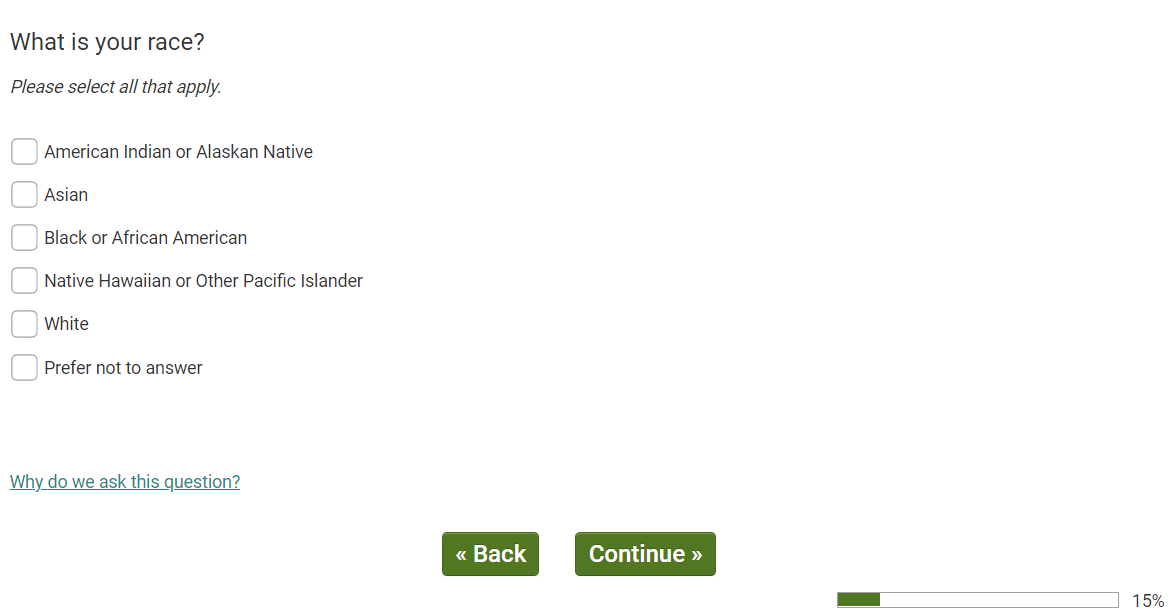 What is your race?
Please select all that apply.
American Indian or Alaskan Native
Asian
Black or African American
Native Hawaiian or Other Pacific Islander
White
Prefer not to answer
Why do we ask this question?
« Back
Continue »
15%